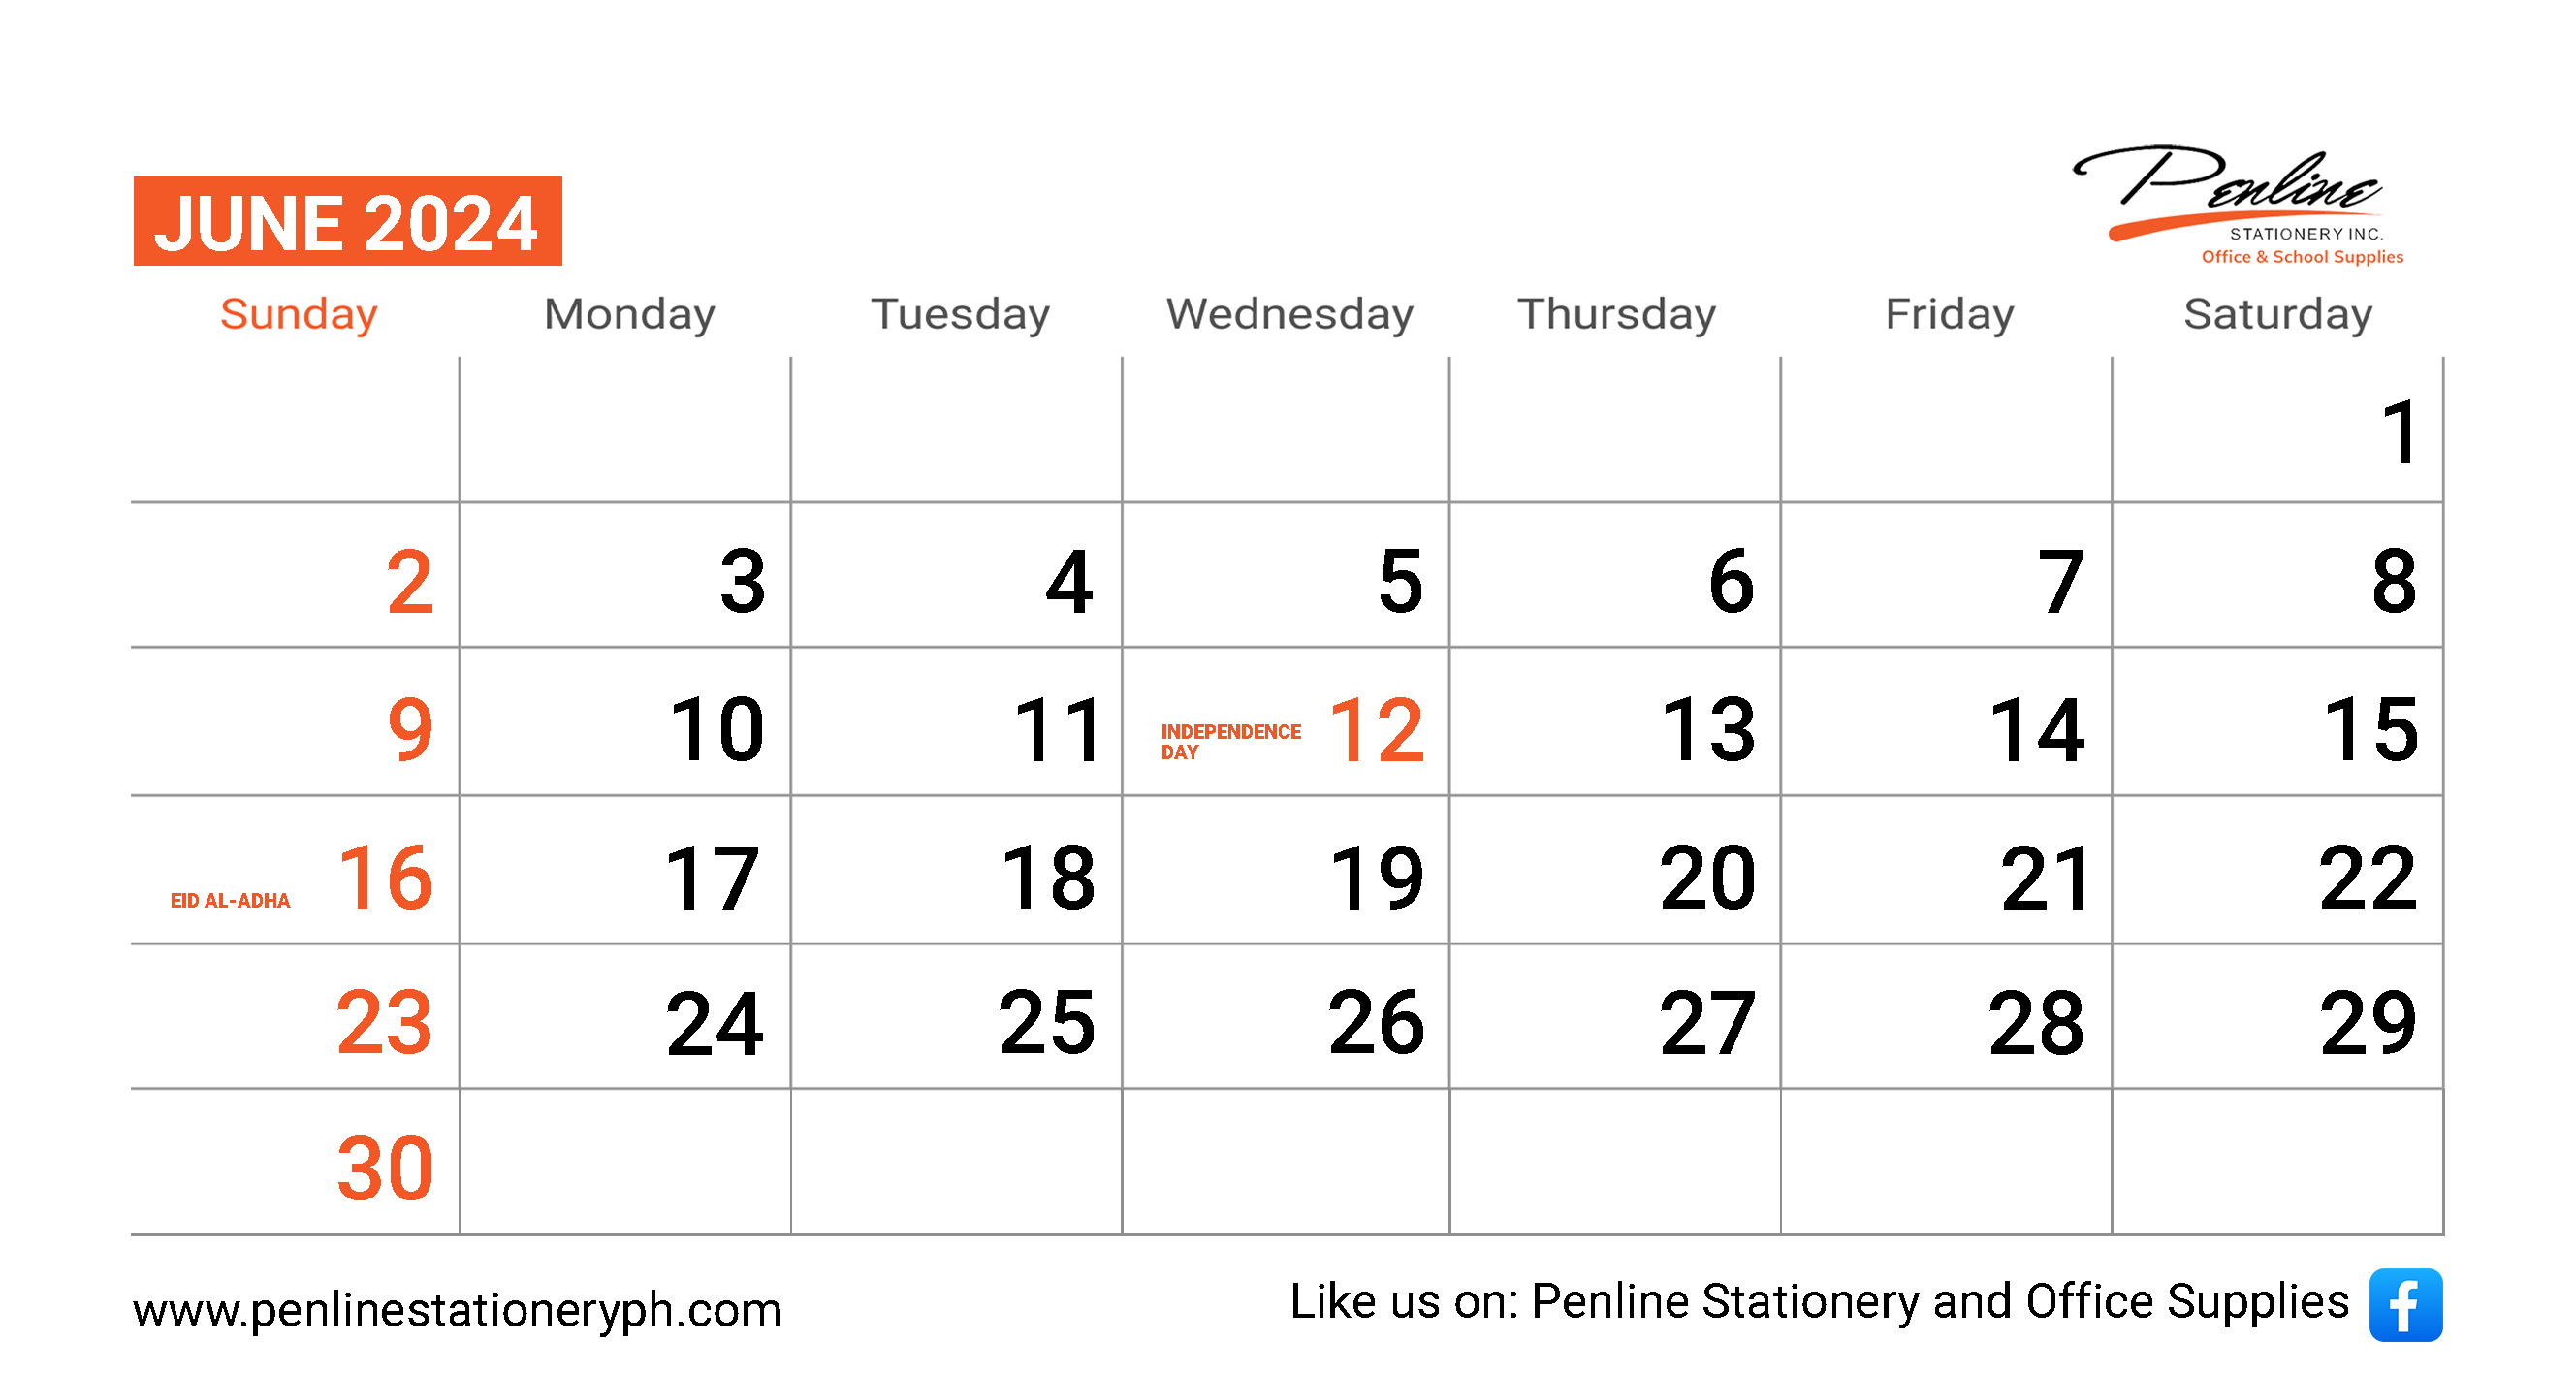 Penline
JUNE 2024
STATIONERY INC.
Office & School Supplies
Sunday Monday Tuesday Wednesday Thursday Friday Saturday
1
2 3 4 5 6 7 8
9 10 11 INDEPENDENCE DAY 12 13 14 15
EID AL-ADHA 16 17 18 19 20 21 22
23 24 25 26 27 28 29
30
www.penlinestationeryph.com
Like us on: Penline Stationery and Office Supplies f